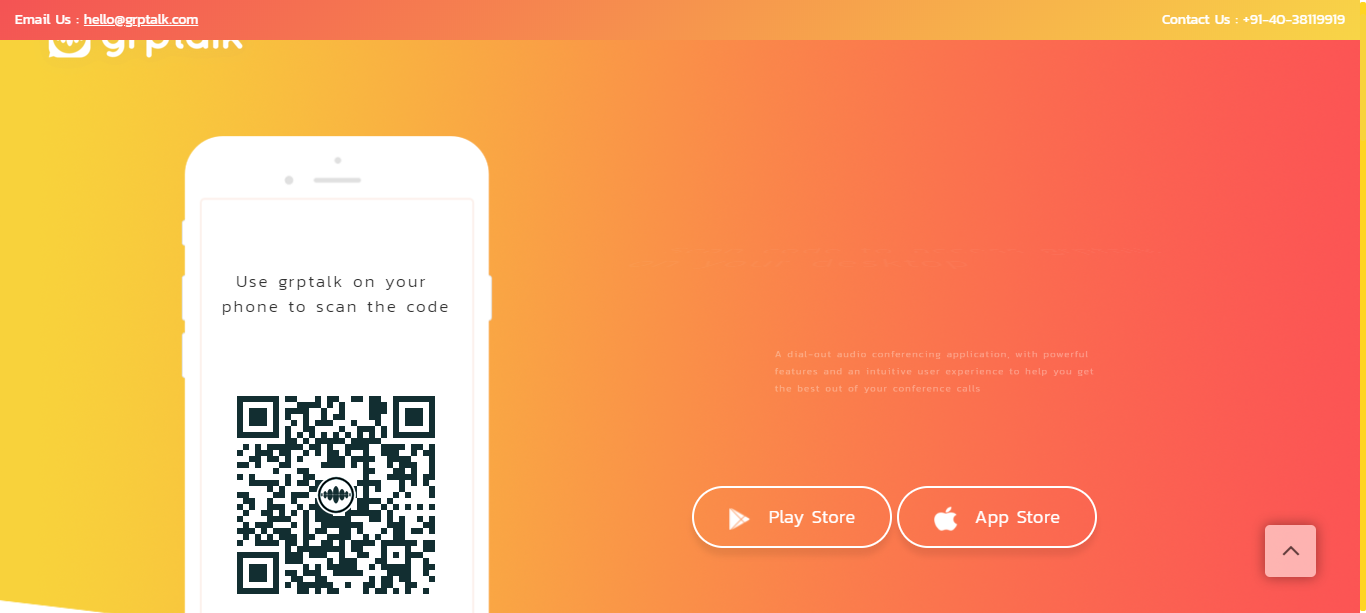 Email Us : hello@grptalk.com
Contact Us : +91-40-38119919
grptalk
Use grptalk on your
phone to scan the code
A dial-out audio conferencing application, with powerful
features and an intuitive user experience to help you get
the best out of your conference calls
Play Store
App Store